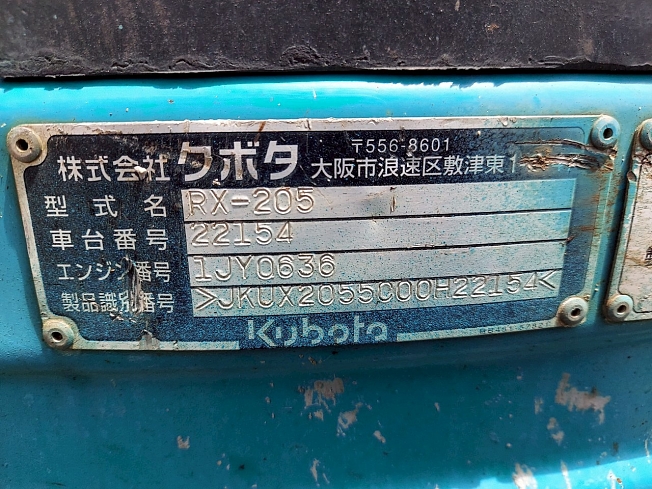 〒556-8601
株式会社 クボタ 大阪市浪速区敷津東1
型式名 RX-205
車台番号 22154
エンジン番号 1JY0636
製品識別番号 >JKUX2055C00H22154<
Kubota